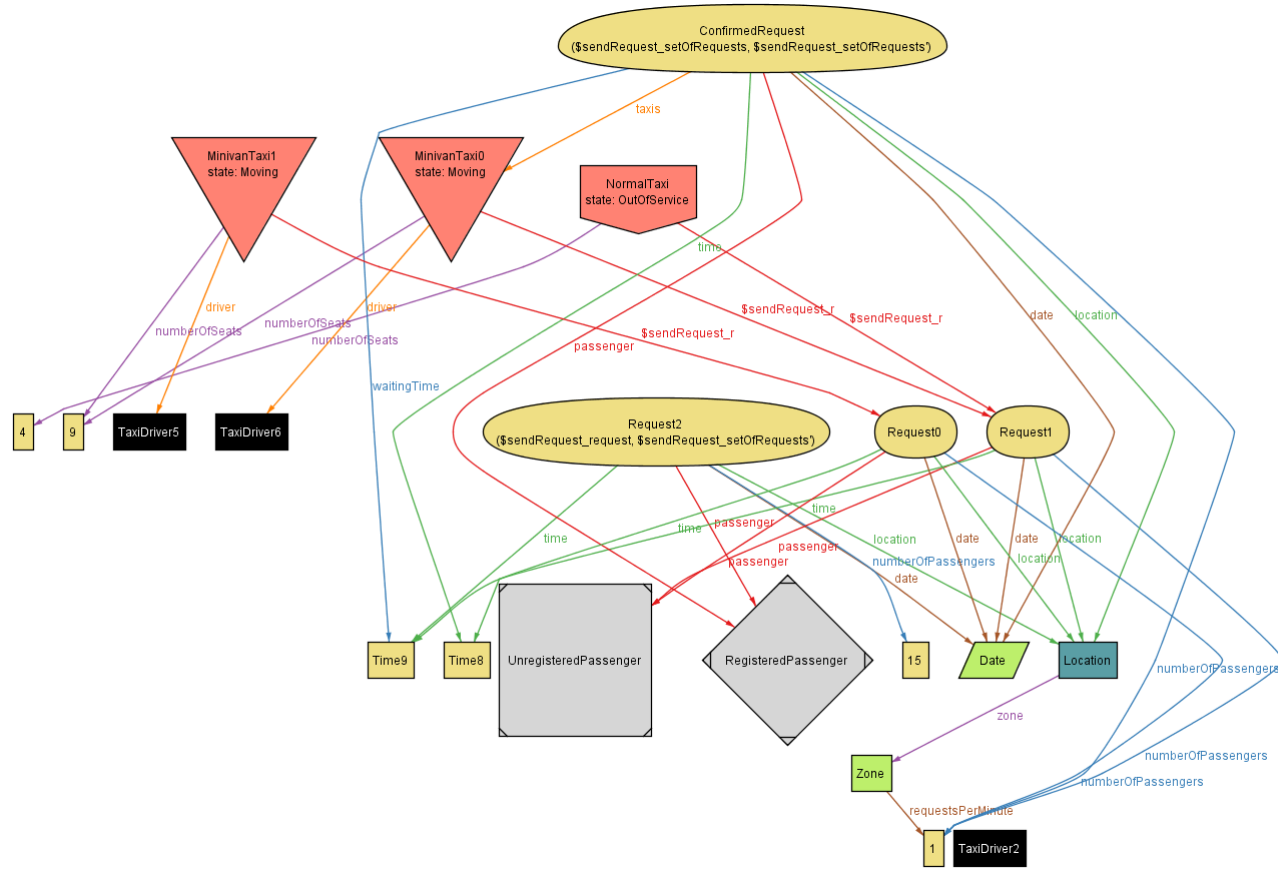 ConfirmedRequest
($sendRequest_setOfRequests, $sendRequest_setOfRequests')
taxis
MinivanTaxi1
state: Moving
MinivanTaxi0
state: Moving
NormalTaxi
state: OutOfService
time
driver
driver
numberOfSeats
numberOfSeats
numberOfSeats
$sendRequest_r
$sendRequest_r
$sendRequest_r
passenger
date
location
waitingTime
4
9
TaxiDriver5
TaxiDriver6
Request2
($sendRequest_request, $sendRequest_setOfRequests')
Request0
Request1
time
time
time
passenger
passenger
passenger
location
numberOfPassengers
date
date
date
location
location
Time9
Time8
UnregisteredPassenger
RegisteredPassenger
15
Date
Location
numberOfPassengers
zone
numberOfPassengers
numberOfPassengers
Zone
requestsPerMinute
1
TaxiDriver2